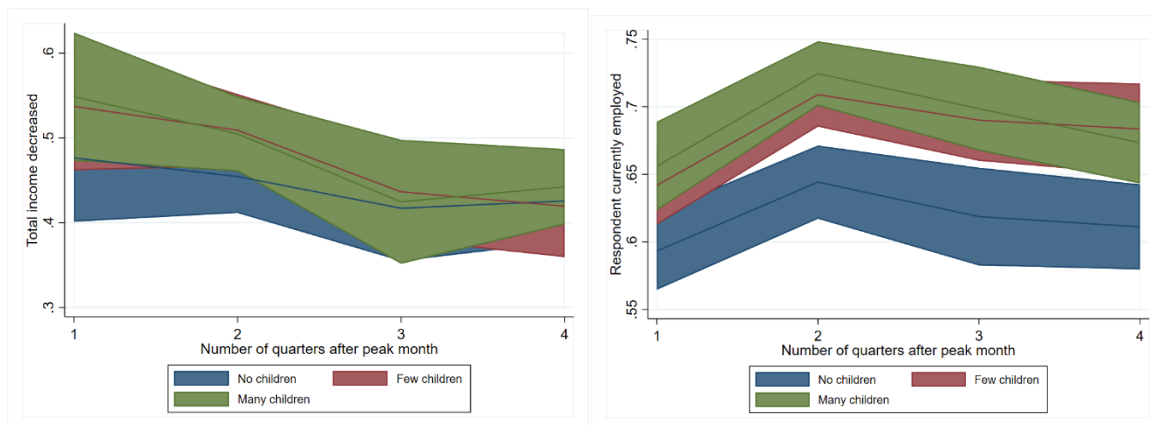 Total income decreased
.6
.5
.4
.3
1 2 3 4
Number of quarters after peak month
No children
Few children
Many children
Respondent currently employed
.75
.7
.65
.6
.55
1 2 3 4
Number of quarters after peak month
No children
Few children
Many children